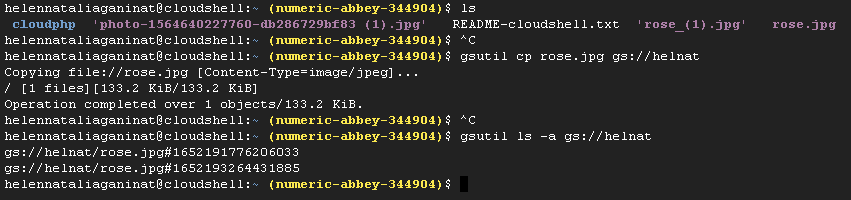 helennataliaganinat@cloudshell:~ (numeric-abbey-344904)$ ls
cloudphp 'photo-1564640227760-db286729bf83 (1).jpg' README-cloudshell.txt 'rose_(1).jpg' rose.jpg
helennataliaganinat@cloudshell:~ (numeric-abbey-344904)$ ^C
helennataliaganinat@cloudshell:~ (numeric-abbey-344904)$ gsutil cp rose.jpg gs://helnat
Copying file://rose.jpg [Content-Type=image/jpeg]...
/ [1 files][133.2 KiB/133.2 KiB]
Operation completed over 1 objects/133.2 KiB.
helennataliaganinat@cloudshell:~ (numeric-abbey-344904)$ ^C
helennataliaganinat@cloudshell:~ (numeric-abbey-344904)$ gsutil ls -a gs://helnat
gs://helnat/rose.jpg#1652191776206033
gs://helnat/rose.jpg#1652193264431885
helennataliaganinat@cloudshell:~ (numeric-abbey-344904)$